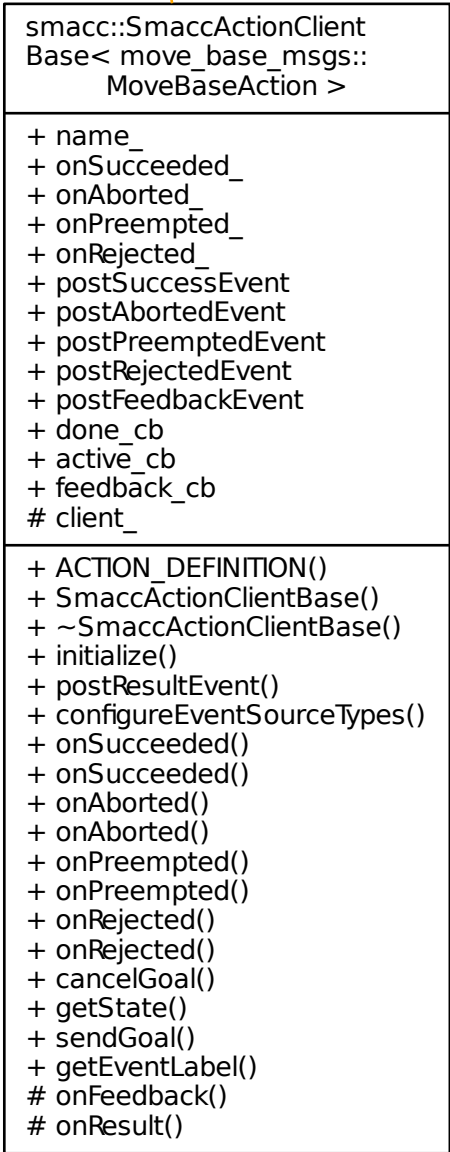 smacc::SmaccActionClient
Base< move_base_msgs::
MoveBaseAction >
+ name_
+ onSucceeded_
+ onAborted_
+ onPreempted_
+ onRejected_
+ postSuccessEvent
+ postAbortedEvent
+ postPreemptedEvent
+ postRejectedEvent
+ postFeedbackEvent
+ done_cb
+ active_cb
+ feedback_cb
# client_
+ ACTION_DEFINITION()
+ SmaccActionClientBase()
+ ~SmaccActionClientBase()
+ initialize()
+ postResultEvent()
+ configureEventSourceTypes()
+ onSucceeded()
+ onSucceeded()
+ onAborted()
+ onAborted()
+ onPreempted()
+ onPreempted()
+ onRejected()
+ onRejected()
+ cancelGoal()
+ getState()
+ sendGoal()
+ getEventLabel()
# onFeedback()
# onResult()